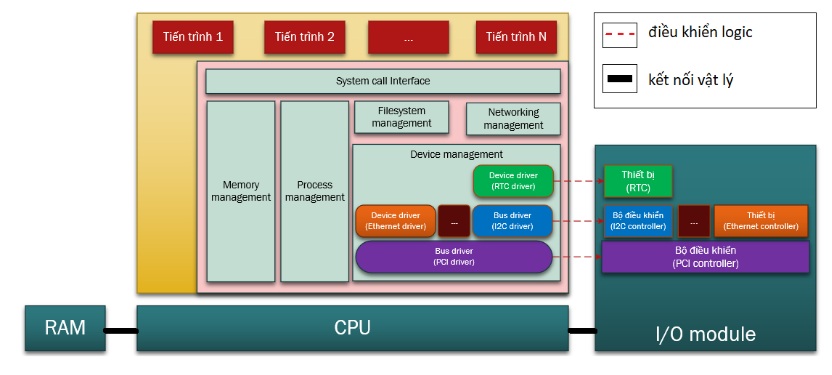 Tiến trình 1
Tiến trình 2
...
Tiến trình N
điều khiển logic
kết nối vật lý
System call Interface
Memory
management
Process
management
Filesystem
management
Networking
management
Device management
Device driver
(RTC driver)
Device driver
(Ethernet driver)
...
Bus driver
(I2C driver)
Bus driver
(PCI driver)
Thiết bị
(RTC)
Bộ điều khiển
(I2C controller)
...
Thiết bị
(Ethernet controller)
Bộ điều khiển
(PCI controller)
RAM
CPU
I/O module